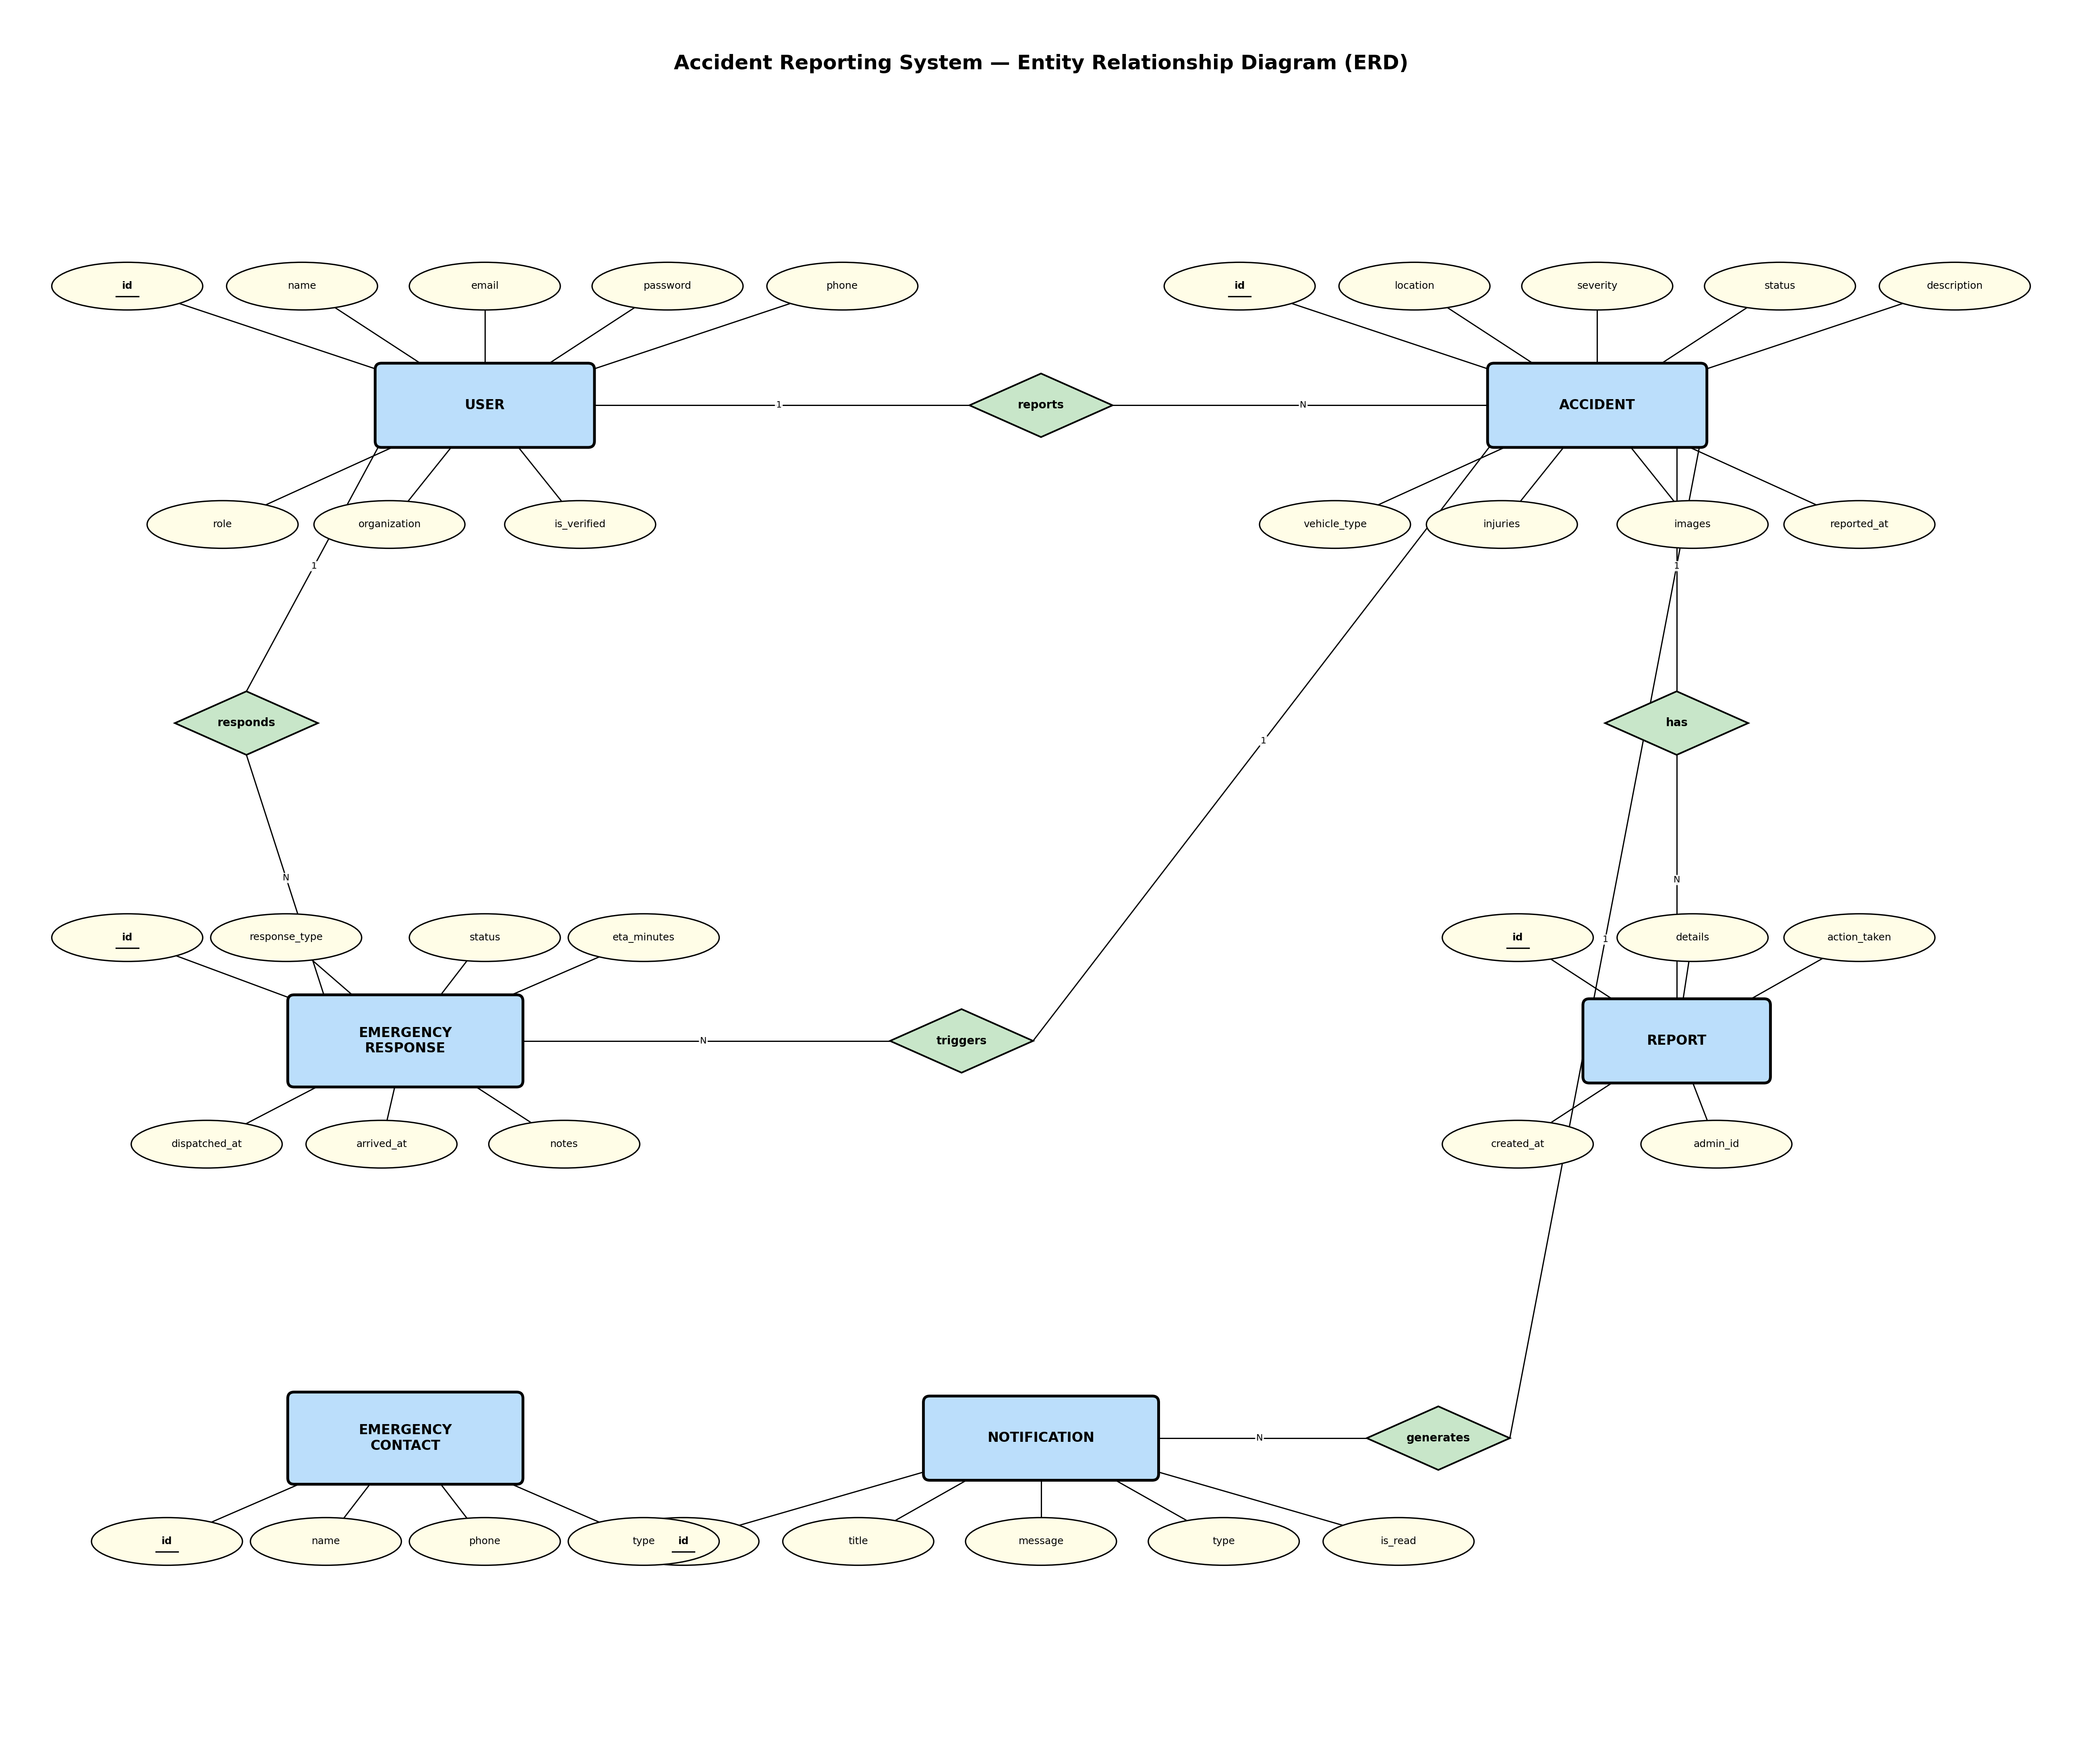 Accident Reporting System — Entity Relationship Diagram (ERD)
id
name
email
password
phone
id
location
severity
status
description
USER
1
reports
N
ACCIDENT
role
organization
is_verified
vehicle_type
injuries
images
reported_at
1
1
responds
has
1
N
N
id
response_type
status
eta_minutes
id
1
details
action_taken
EMERGENCY
RESPONSE
N
triggers
REPORT
dispatched_at
arrived_at
notes
created_at
admin_id
EMERGENCY
CONTACT
NOTIFICATION
N
generates
id
name
phone
type
id
title
message
type
is_read